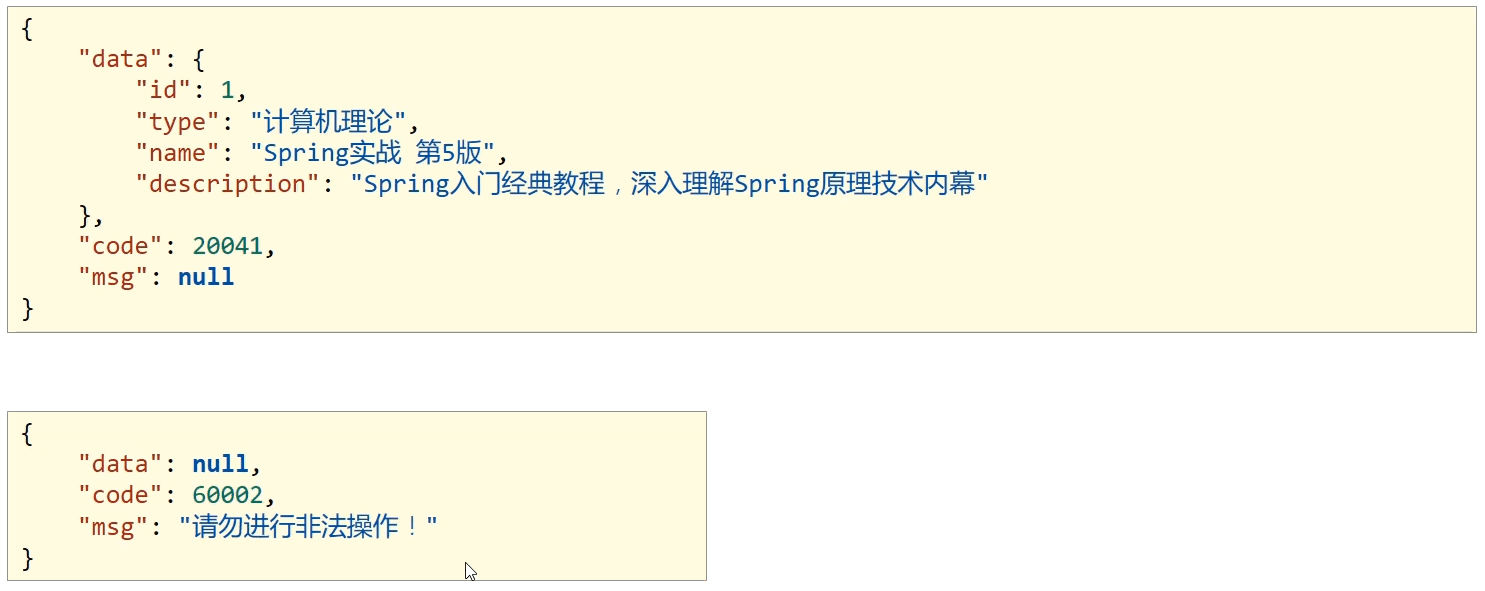 {
    "data": {
        "id": 1,
        "type": "计算机理论",
        "name": "Spring实战 第5版",
        "description": "Spring入门经典教程，深入理解Spring原理技术内幕"
    },
    "code": 20041,
    "msg": null
}
{
    "data": null,
    "code": 60002,
    "msg": "请勿进行非法操作！"
}